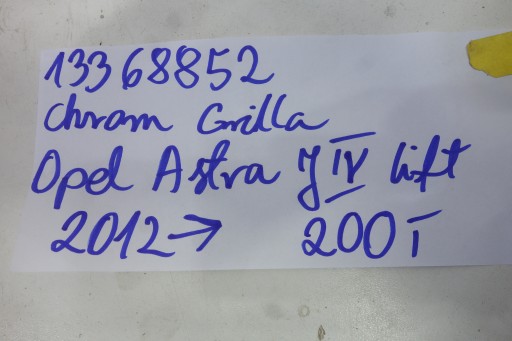 13368852
Chrom Grilla
Opel Astra J IV lift
2012→ 200T